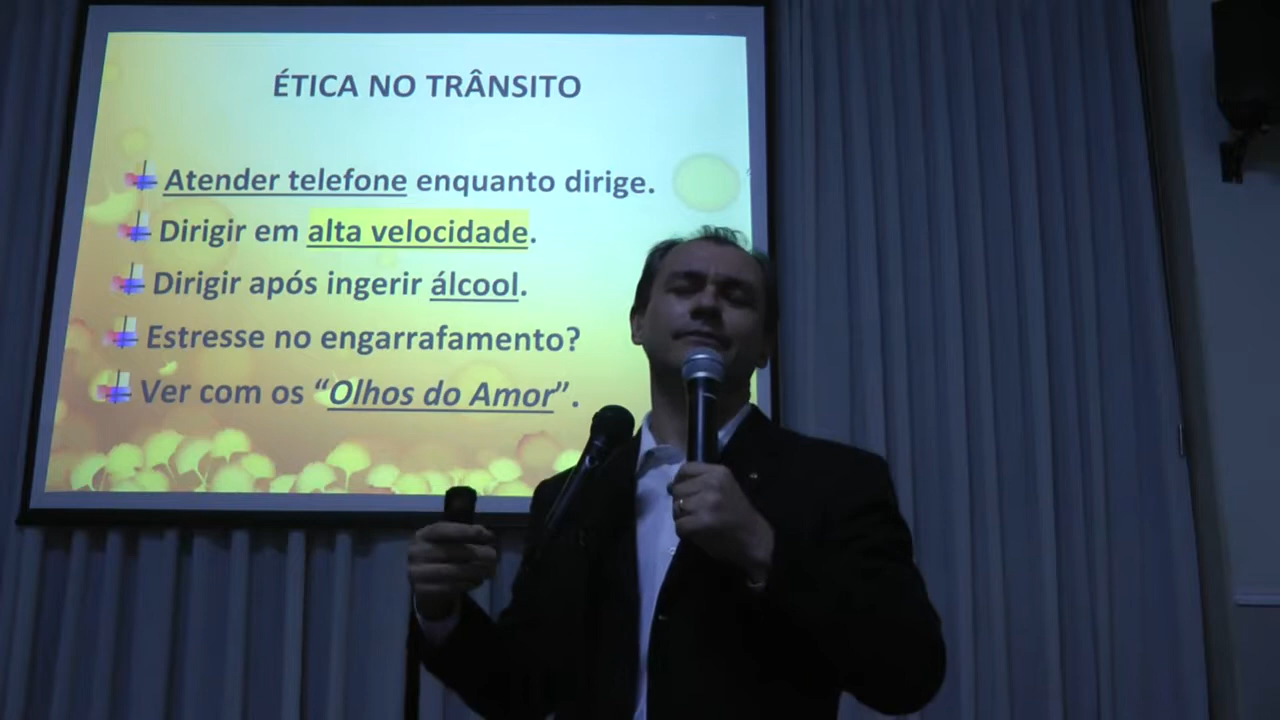 ÉTICA NO TRÂNSITO
Atender telefone enquanto dirige.
Dirigir em alta velocidade.
Dirigir após ingerir álcool.
Estresse no engarrafamento?
Ver com os “Olhos do Amor”.